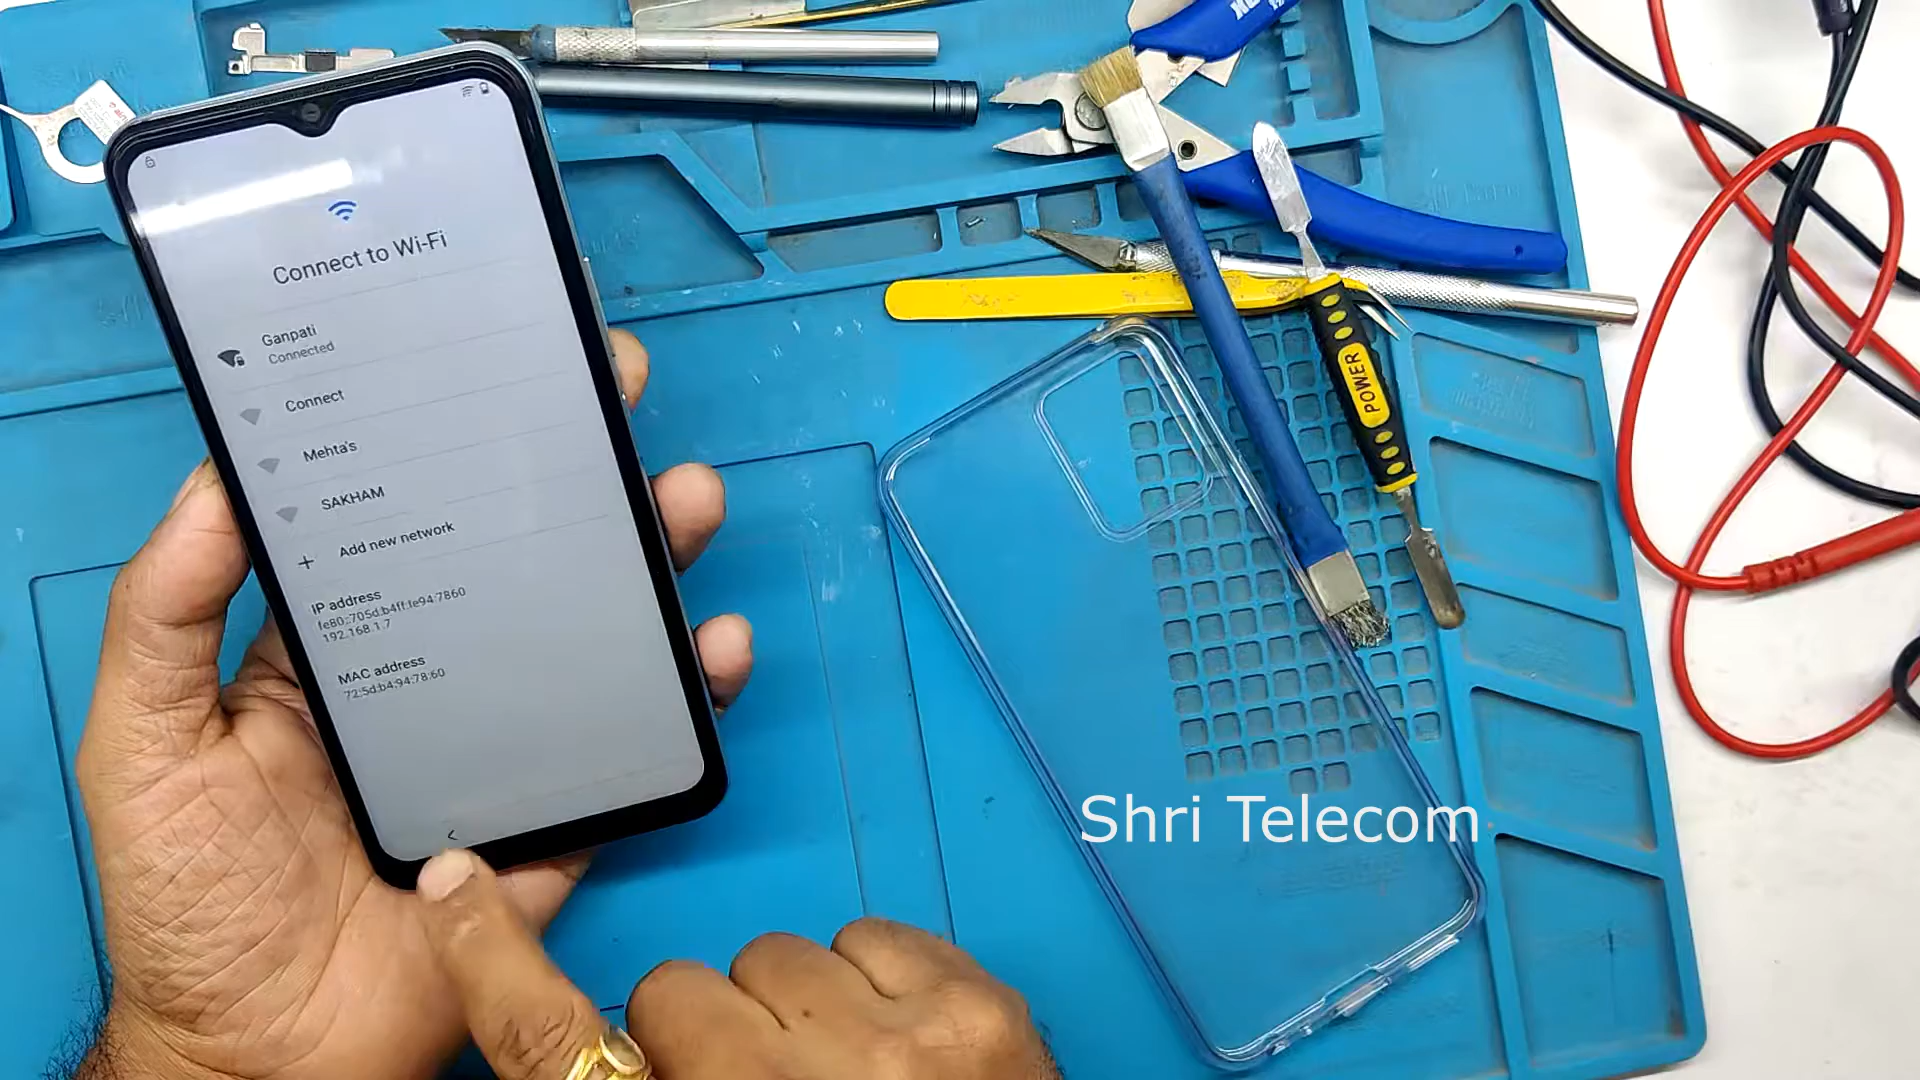 Connect to Wi-Fi
Ganpati
Connected
Connect
Mehta's
SAKHAM
Add new network
IP address
fe80::705d:b4ff:fe94:7860
192.168.1.7
MAC address
72:5d:b4:94:78:60
POWER
Shri Telecom